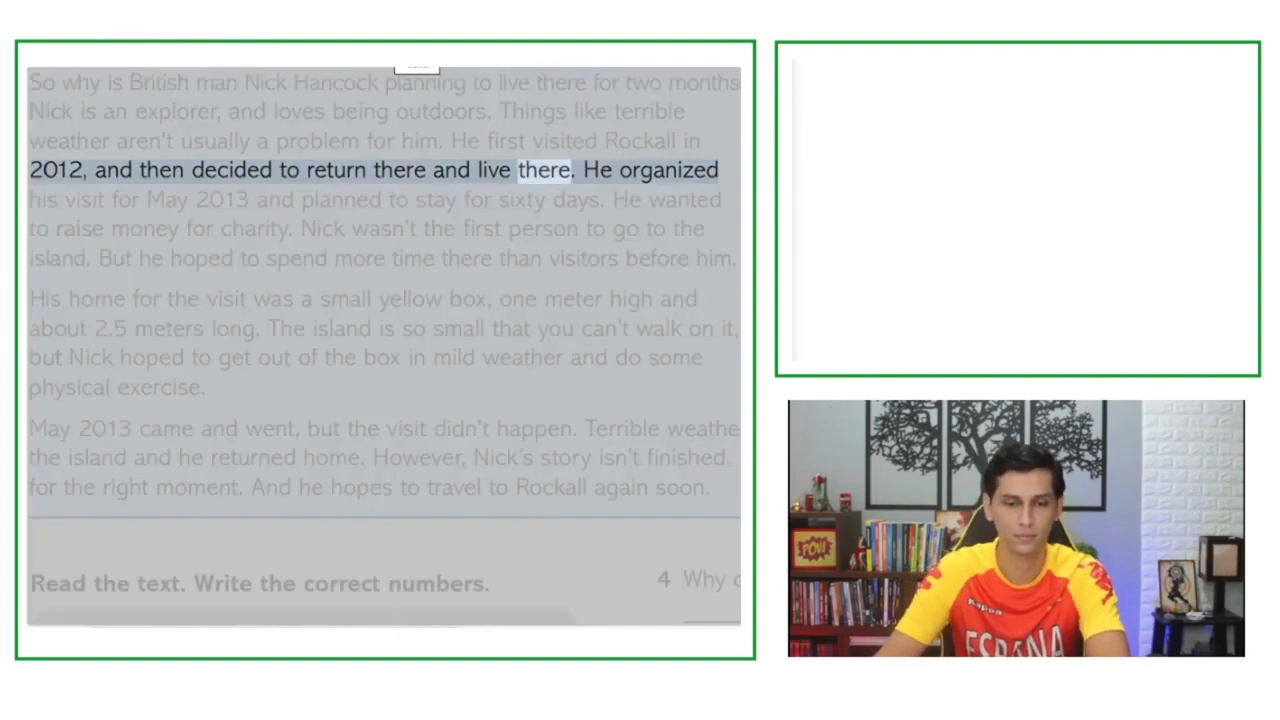 So why is British man Nick Hancock planning to live there for two months
Nick is an explorer, and loves being outdoors. Things like terrible
weather aren't usually a problem for him. He first visited Rockall in
2012, and then decided to return there and live there. He organized
his visit for May 2013 and planned to stay for sixty days. He wanted
to raise money for charity. Nick wasn't the first person to go to the
island. But he hoped to spend more time there than visitors before him.
His home for the visit was a small yellow box, one meter high and
about 2.5 meters long. The island is so small that you can't walk on it,
but Nick hoped to get out of the box in mild weather and do some
physical exercise.
May 2013 came and went, but the visit didn't happen. Terrible weathe
the island and he returned home. However, Nick's story isn't finished.
for the right moment. And he hopes to travel to Rockall again soon.
Read the text. Write the correct numbers.
4 Why
POW!
Kappa
ESPAÑA